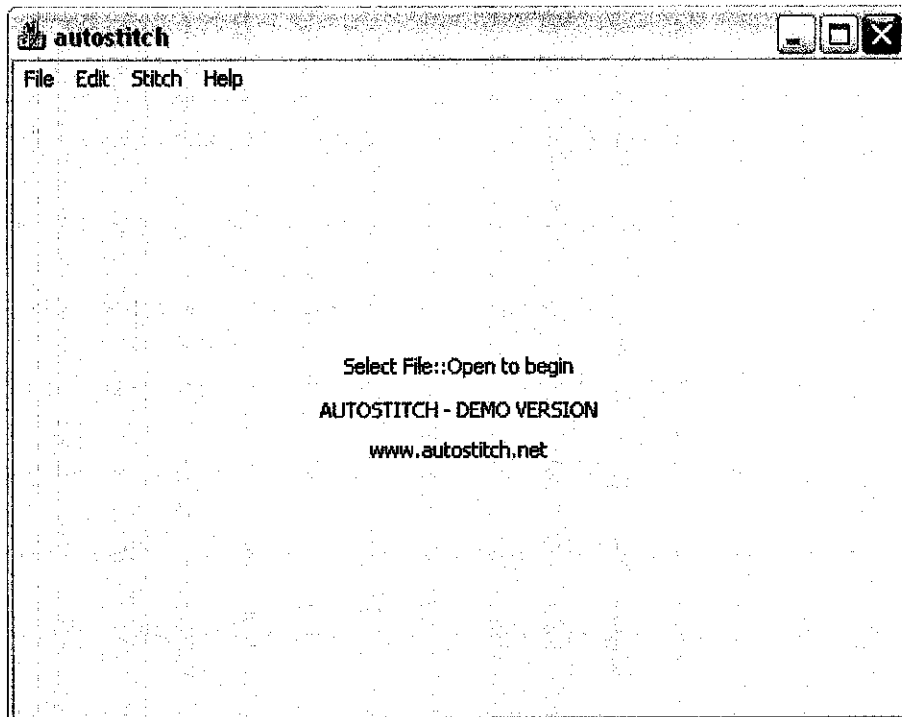 autostitch
File Edit Stitch Help
Select File::Open to begin
AUTOSTITCH - DEMO VERSION
www.autostitch.net